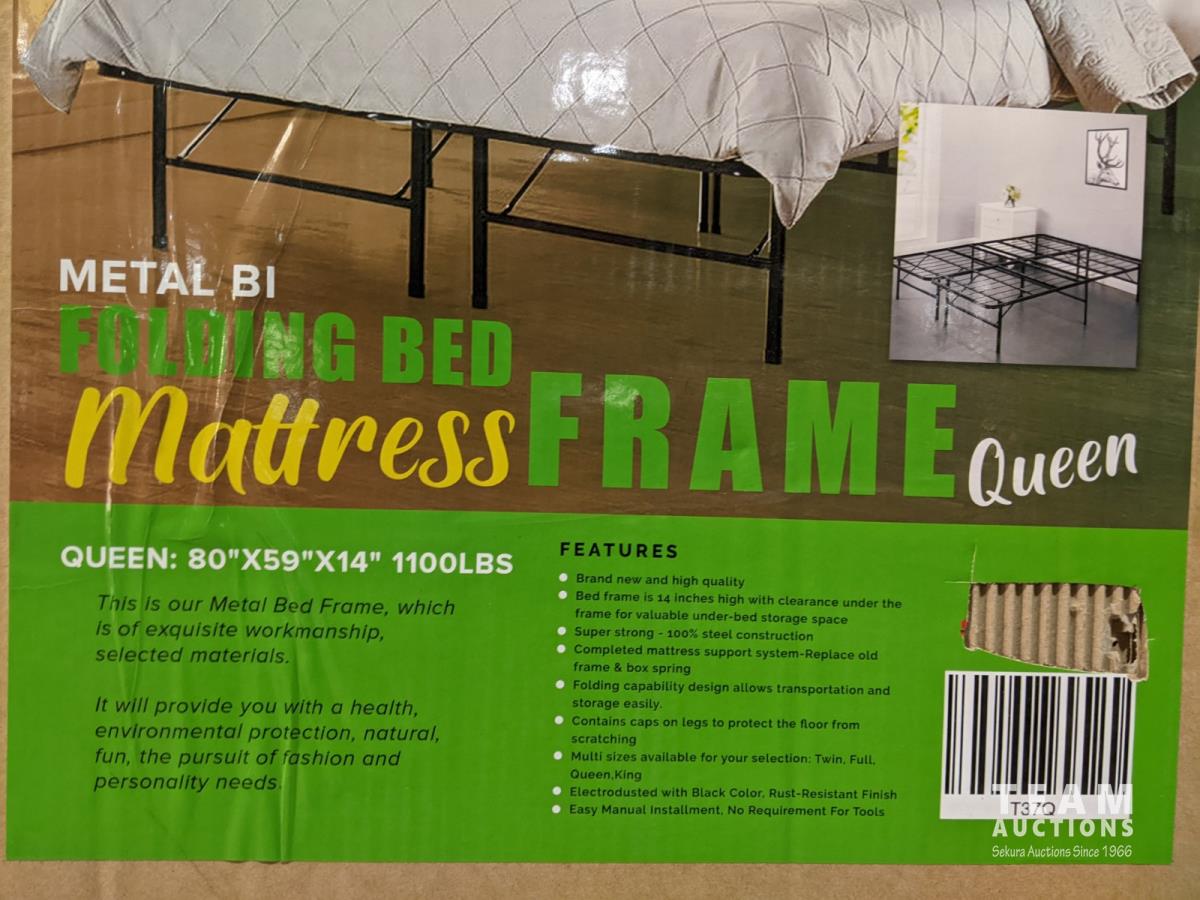 METAL BI
FOLDING BED
Mattress FRAME Queen
QUEEN: 80"X59"X14" 1100LBS
This is our Metal Bed Frame, which
is of exquisite workmanship,
selected materials.
It will provide you with a health,
environmental protection, natural,
fun, the pursuit of fashion and
personality needs.
FEATURES
Brand new and high quality
Bed frame is 14 inches high with clearance under the
frame for valuable under-bed storage space
Super strong - 100% steel construction
Completed mattress support system-Replace old
frame & box spring
Folding capability design allows transportation and
storage easily.
Contains caps on legs to protect the floor from
scratching
Multi sizes available for your selection: Twin, Full,
Queen,King
Electrodusted with Black Color, Rust-Resistant Finish
Easy Manual Installment, No Requirement For Tools
T37Q
TEAM
AUCTIONS
Sekura Auctions Since 1966